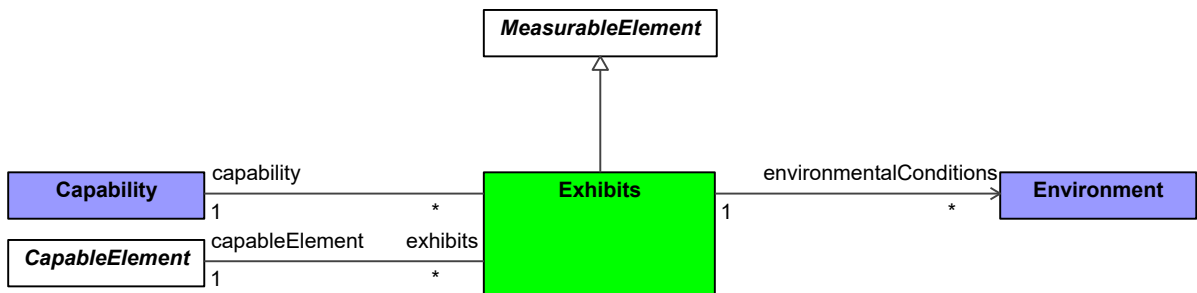 MeasurableElement
Capability
capability
1
*
Exhibits
environmentalConditions
1
*
Environment
CapableElement
capableElement
exhibits
1
*